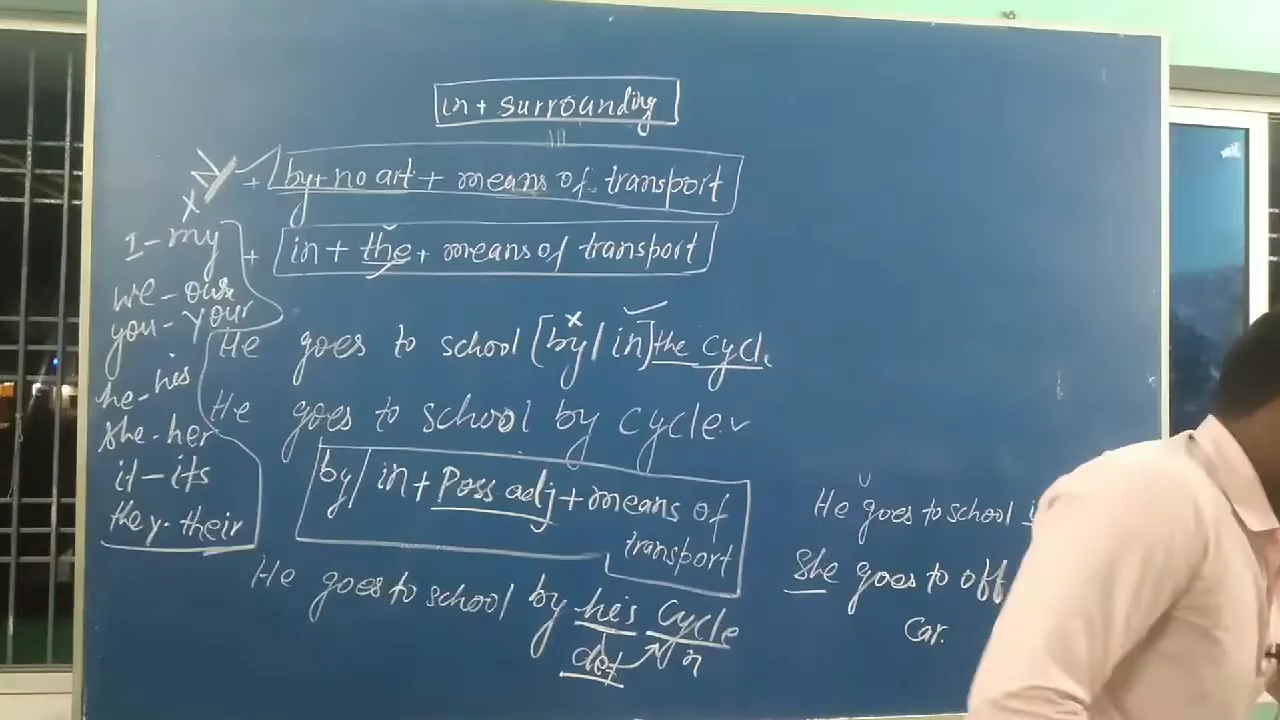 in + surrounding
by + no art + means of transport
in + the + means of transport
I - my
we - our
you - your
he - his
she - her
it - its
they - their
He goes to school [by / in] the cycle
He goes to school by cycle
by / in + Poss adj + means of
transport
He goes to school by his Cycle
det n
He goes to school
She goes to off
Car.